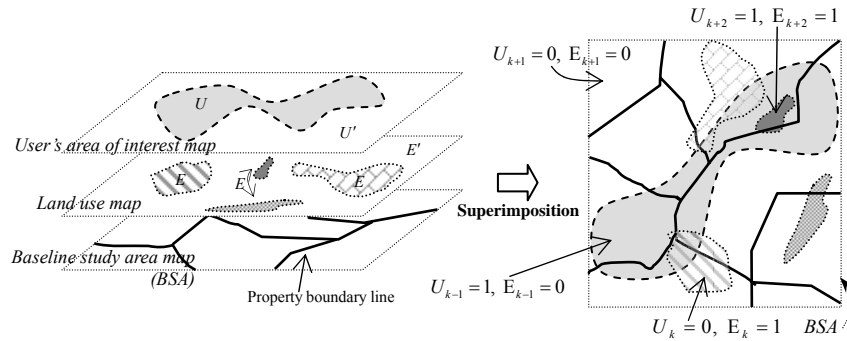 U
U'
User's area of interest map
E'
E
E
E
Land use map
Baseline study area map
(BSA)
Property boundary line
Superimposition
U_{k+2} = 1, E_{k+2} = 1
U_{k+1} = 0, E_{k+1} = 0
U_{k-1} = 1, E_{k-1} = 0
U_k = 0, E_k = 1
BSA